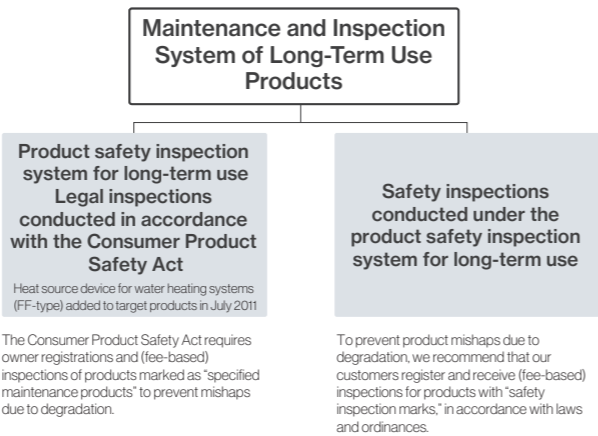 Maintenance and Inspection
System of Long-Term Use
Products
Product safety inspection
system for long-term use
Legal inspections
conducted in accordance
with the Consumer Product
Safety Act
Heat source device for water heating systems
(FF-type) added to target products in July 2011
The Consumer Product Safety Act requires
owner registrations and (fee-based)
inspections of products marked as “specified
maintenance products” to prevent mishaps
due to degradation.
Safety inspections
conducted under the
product safety inspection
system for long-term use
To prevent product mishaps due to
degradation, we recommend that our
customers register and receive (fee-based)
inspections for products with “safety
inspection marks,” in accordance with laws
and ordinances.